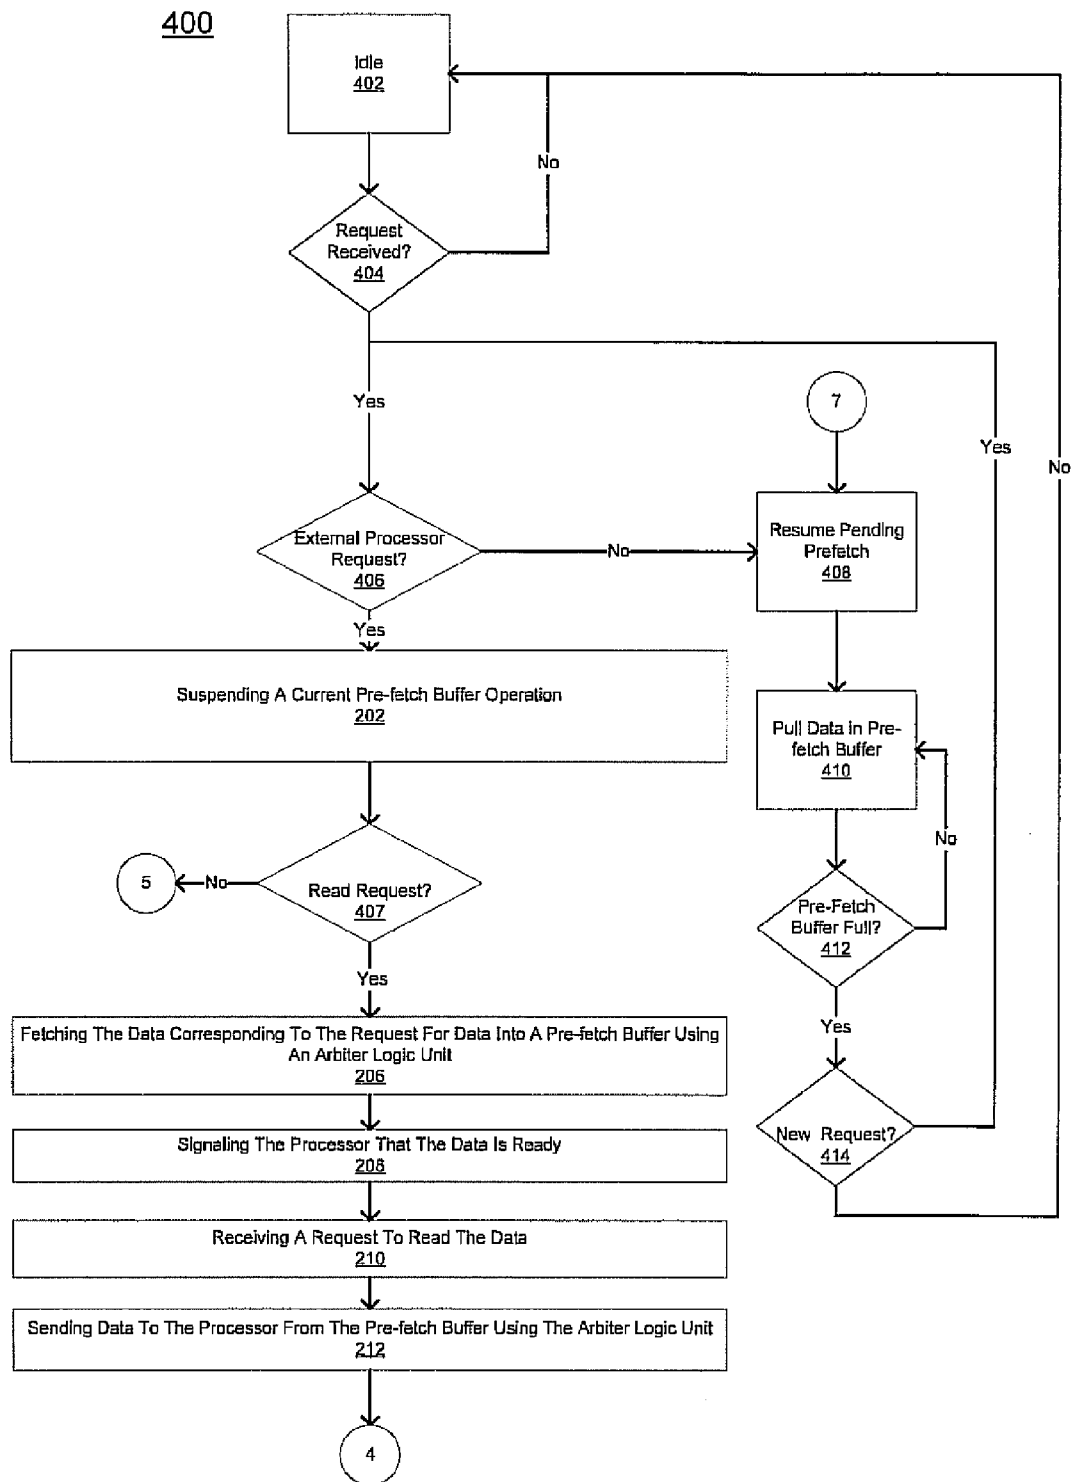 400
Idle
402
No
Request
Received?
404
Yes
7
Yes
No
External Processor
Request?
406
No
Resume Pending
Prefetch
408
Yes
Suspending A Current Pre-fetch Buffer Operation
202
Pull Data in Pre-
fetch Buffer
410
No
5
No
Read Request?
407
Pre-Fetch
Buffer Full?
412
Yes
Yes
Fetching The Data Corresponding To The Request For Data Into A Pre-fetch Buffer Using
An Arbiter Logic Unit
206
New Request?
414
Signaling The Processor That The Data Is Ready
208
Receiving A Request To Read The Data
210
Sending Data To The Processor From The Pre-fetch Buffer Using The Arbiter Logic Unit
212
4